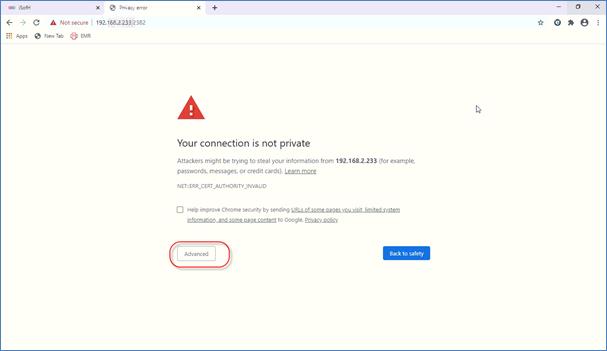 iSoftH
Privacy error
Not secure
192.168.2.233:2382
Apps
New Tab
EMR
Your connection is not private
Attackers might be trying to steal your information from 192.168.2.233 (for example,
passwords, messages, or credit cards). Learn more
NET::ERR_CERT_AUTHORITY_INVALID
Help improve Chrome security by sending URLs of some pages you visit, limited system
information, and some page content to Google. Privacy policy
Advanced
Back to safety